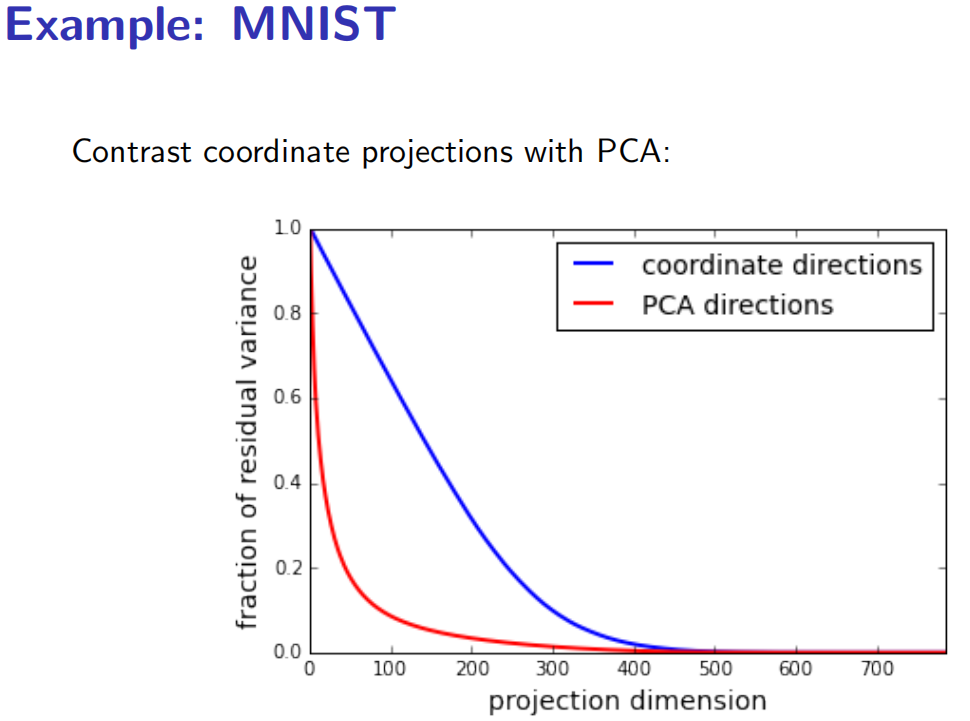 Example: MNIST
Contrast coordinate projections with PCA:
1.0
0.8
0.6
0.4
0.2
0.0
fraction of residual variance
coordinate directions
PCA directions
0 100 200 300 400 500 600 700
projection dimension